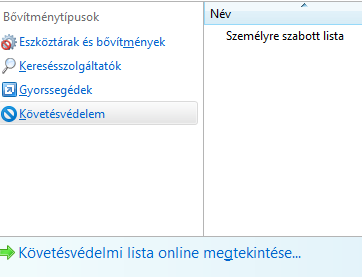 Bővítménytípusok
Eszköztárak és bővítmények
Keresésszolgáltatók
Gyorssegédek
Követésvédelem
Név
Személyre szabott lista
Követésvédelmi lista online megtekintése...